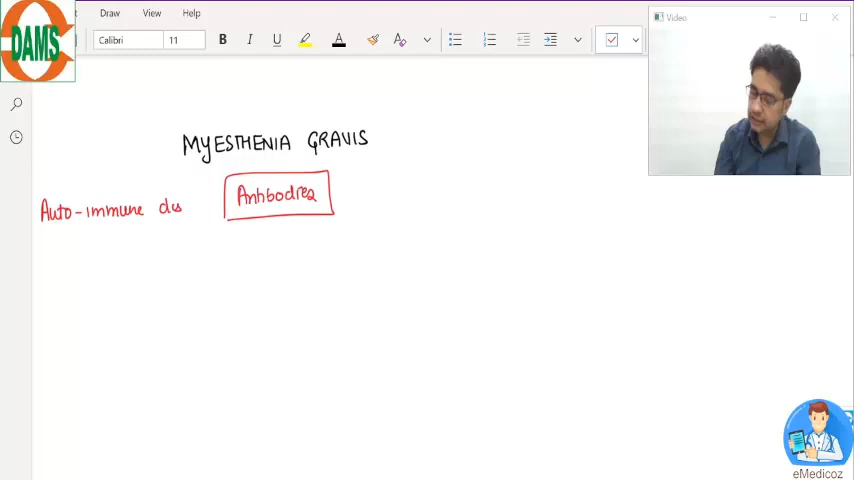 DAMS
Draw View Help
Video
Calibri 11 B I U A A
MYESTHENIA GRAVIS
Antibodies
Auto-immune dis
eMedicoz